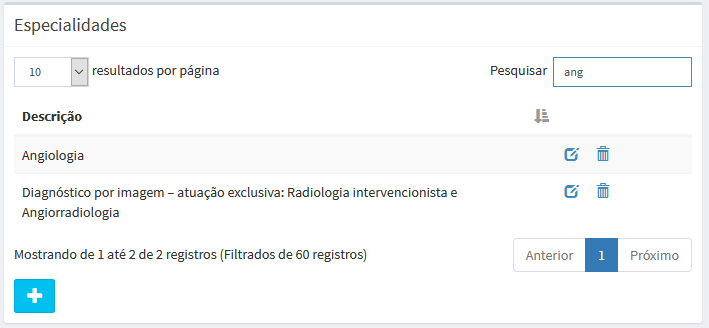 Especialidades
10 resultados por página
Pesquisar ang
Descrição
Angiologia
Diagnóstico por imagem – atuação exclusiva: Radiologia intervencionista e
Angiorradiologia
Mostrando de 1 até 2 de 2 registros (Filtrados de 60 registros)
Anterior 1 Próximo